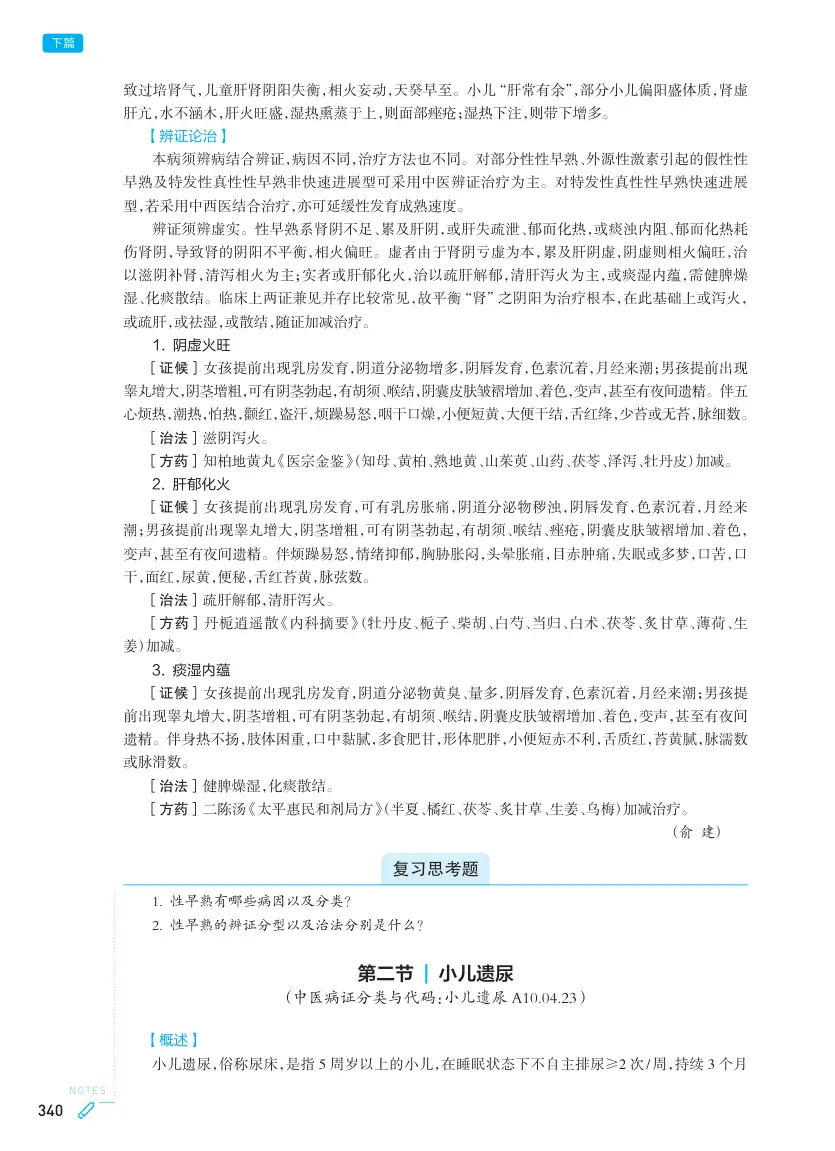 下篇
致过培肾气,儿童肝肾阴阳失衡,相火妄动,天癸早至。小儿“肝常有余”,部分小儿偏阳盛体质,肾虚
肝亢,水不涵木,肝火旺盛,湿热熏蒸于上,则面部痤疮;湿热下注,则带下增多。
【辨证论治】
本病须辨病结合辨证,病因不同,治疗方法也不同。对部分性性早熟、外源性激素引起的假性性
早熟及特发性真性性早熟非快速进展型可采用中医辨证治疗为主。对特发性真性性早熟快速进展
型,若采用中西医结合治疗,亦可延缓性发育成熟速度。
辨证须辨虚实。性早熟系肾阴不足、累及肝阴,或肝失疏泄、郁而化热,或痰浊内阻、郁而化热耗
伤肾阴,导致肾的阴阳不平衡,相火偏旺。虚者由于肾阴亏虚为本,累及肝阴虚,阴虚则相火偏旺,治
以滋阴补肾,清泻相火为主;实者或肝郁化火,治以疏肝解郁,清肝泻火为主,或痰湿内蕴,需健脾燥
湿、化痰散结。临床上两证兼见并存比较常见,故平衡“肾”之阴阳为治疗根本,在此基础上或泻火,
或疏肝,或祛湿,或散结,随证加减治疗。
1. 阴虚火旺
[证候] 女孩提前出现乳房发育,阴道分泌物增多,阴唇发育,色素沉着,月经来潮;男孩提前出现
睾丸增大,阴茎增粗,可有阴茎勃起,有胡须、喉结,阴囊皮肤皱褶增加、着色,变声,甚至有夜间遗精。伴五
心烦热,潮热,怕热,颧红,盗汗,烦躁易怒,咽干口燥,小便短黄,大便干结,舌红绛,少苔或无苔,脉细数。
[治法] 滋阴泻火。
[方药] 知柏地黄丸《医宗金鉴》(知母、黄柏、熟地黄、山茱萸、山药、茯苓、泽泻、牡丹皮)加减。
2. 肝郁化火
[证候] 女孩提前出现乳房发育,可有乳房胀痛,阴道分泌物秽浊,阴唇发育,色素沉着,月经来
潮;男孩提前出现睾丸增大,阴茎增粗,可有阴茎勃起,有胡须、喉结、痤疮,阴囊皮肤皱褶增加、着色,
变声,甚至有夜间遗精。伴烦躁易怒,情绪抑郁,胸胁胀闷,头晕胀痛,目赤肿痛,失眠或多梦,口苦,口
干,面红,尿黄,便秘,舌红苔黄,脉弦数。
[治法] 疏肝解郁,清肝泻火。
[方药] 丹栀逍遥散《内科摘要》(牡丹皮、栀子、柴胡、白芍、当归、白术、茯苓、炙甘草、薄荷、生
姜)加减。
3. 痰湿内蕴
[证候] 女孩提前出现乳房发育,阴道分泌物黄臭、量多,阴唇发育,色素沉着,月经来潮;男孩提
前出现睾丸增大,阴茎增粗,可有阴茎勃起,有胡须、喉结,阴囊皮肤皱褶增加、着色,变声,甚至有夜间
遗精。伴身热不扬,肢体困重,口中黏腻,多食肥甘,形体肥胖,小便短赤不利,舌质红,苔黄腻,脉濡数
或脉滑数。
[治法] 健脾燥湿,化痰散结。
[方药] 二陈汤《太平惠民和剂局方》(半夏、橘红、茯苓、炙甘草、生姜、乌梅)加减治疗。
(俞 建)
复习思考题
1. 性早熟有哪些病因以及分类?
2. 性早熟的辨证分型以及治法分别是什么?
第二节 | 小儿遗尿
(中医病证分类与代码:小儿遗尿 A10.04.23)
【概述】
小儿遗尿,俗称尿床,是指 5 周岁以上的小儿,在睡眠状态下不自主排尿≥2 次/周,持续 3 个月
NOTES
340